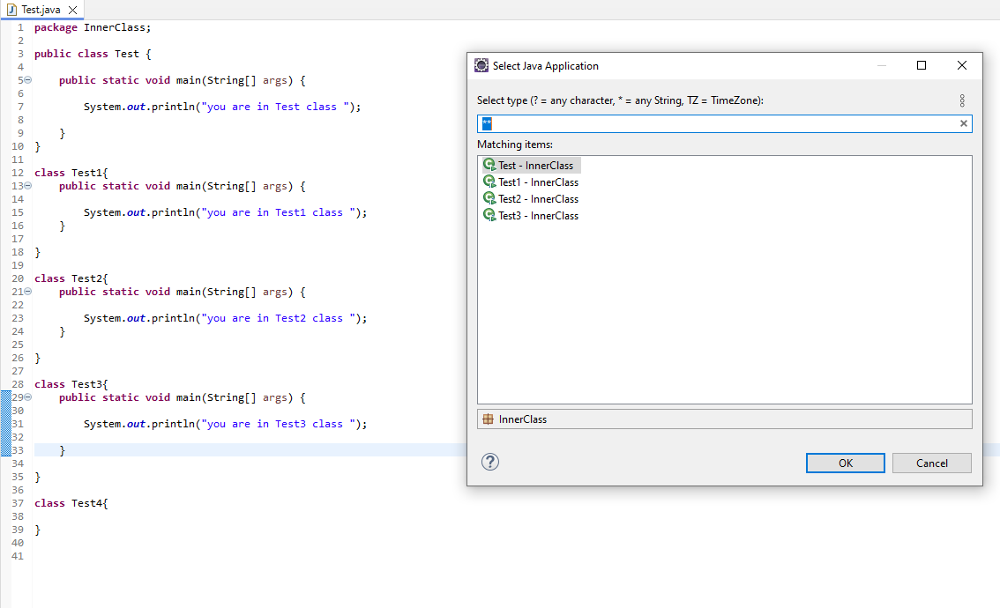 Test.java
1 package InnerClass;
2
3 public class Test {
4
5 public static void main(String[] args) {
6
7 System.out.println("you are in Test class ");
8
9 }
10 }
11
12 class Test1{
13 public static void main(String[] args) {
14
15 System.out.println("you are in Test1 class ");
16 }
17
18 }
19
20 class Test2{
21 public static void main(String[] args) {
22
23 System.out.println("you are in Test2 class ");
24 }
25
26 }
27
28 class Test3{
29 public static void main(String[] args) {
30
31 System.out.println("you are in Test3 class ");
32
33 }
34
35 }
36
37 class Test4{
38
39 }
40
41
Select Java Application
Select type (? = any character, * = any String, TZ = TimeZone):
**
Matching items:
Test - InnerClass
Test1 - InnerClass
Test2 - InnerClass
Test3 - InnerClass
InnerClass
?
OK Cancel